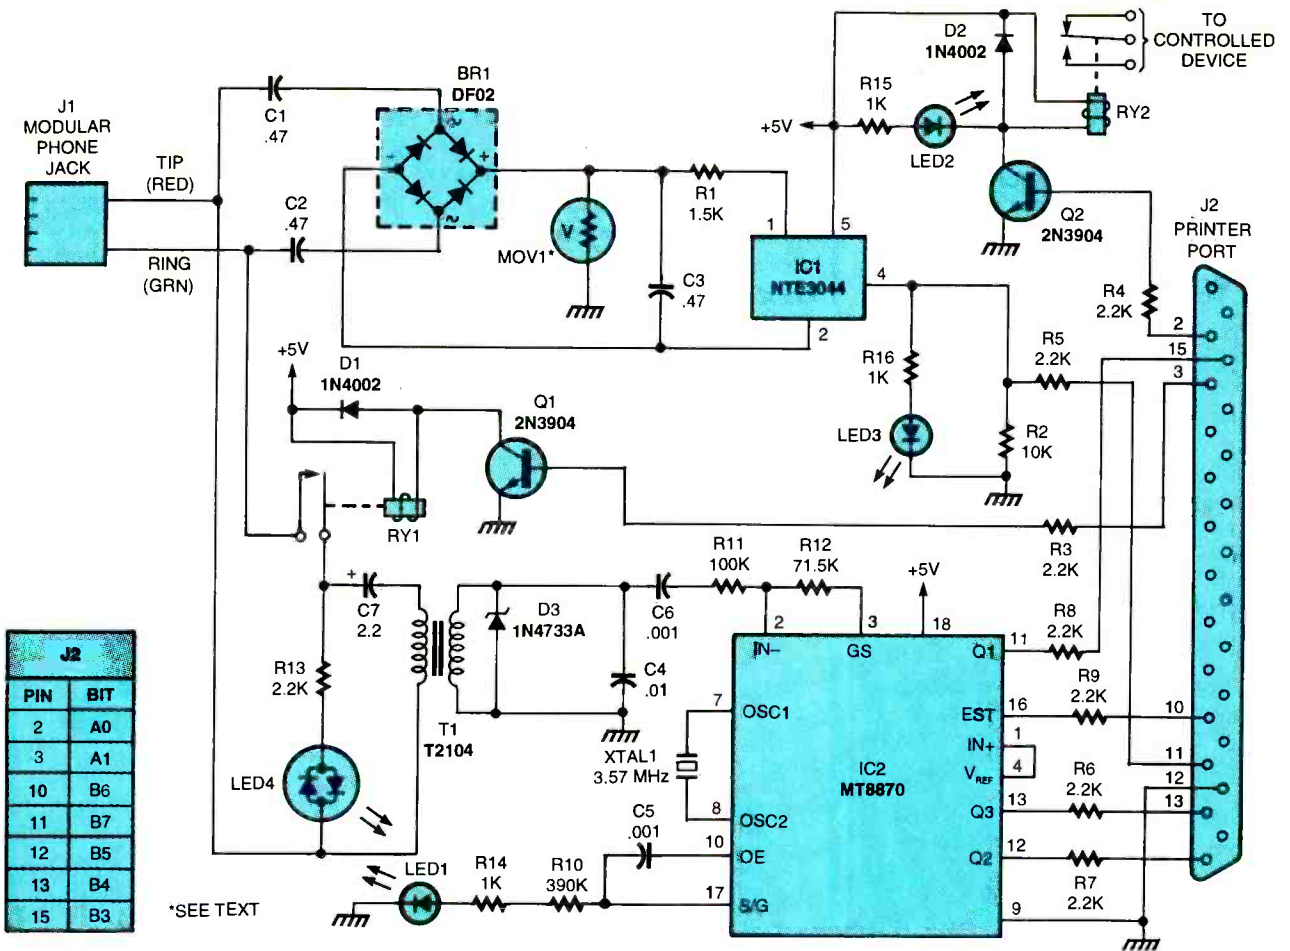 J1
MODULAR
PHONE
JACK
TIP
(RED)
RING
(GRN)
C1
.47
C2
.47
BR1
DF02
~
-
+
~
V
MOV1*
C3
.47
R1
1.5K
1
5
IC1
NTE3044
4
2
+5V
R15
1K
LED2
D2
1N4002
RY2
TO
CONTROLLED
DEVICE
Q2
2N3904
J2
PRINTER
PORT
R4
2.2K
2
15
3
R5
2.2K
R16
1K
LED3
R2
10K
+5V
D1
1N4002
Q1
2N3904
RY1
R3
2.2K
+
C7
2.2
R13
2.2K
LED4
T1
T2104
D3
1N4733A
C4
.01
C6
.001
R11
100K
R12
71.5K
+5V
2
3
18
IN–
GS
Q1
11
R8
2.2K
7
OSC1
XTAL1
3.57 MHz
8
OSC2
C5
.001
10
OE
17
S/G
IC2
MT8870
EST
16
R9
2.2K
10
IN+
1
VREF
4
11
12
13
Q3
13
R6
2.2K
Q2
12
R7
2.2K
9
LED1
R14
1K
R10
390K
*SEE TEXT
J2
PIN BIT
2 A0
3 A1
10 B6
11 B7
12 B5
13 B4
15 B3